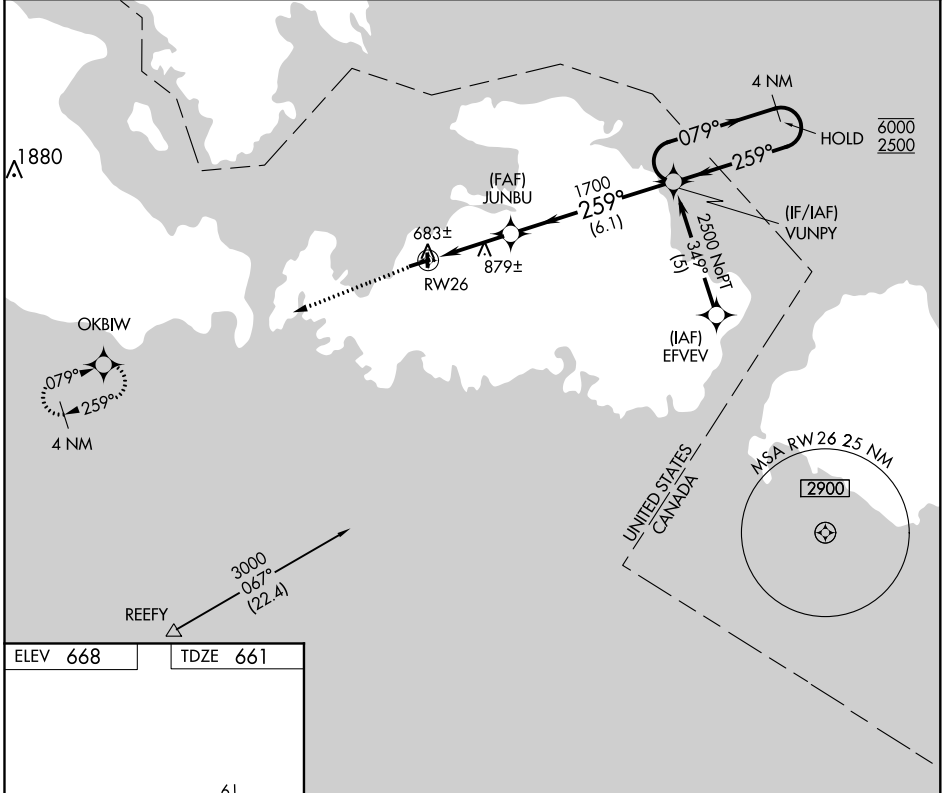 4 NM
079°
HOLD
6000
2500
259°
1880
(FAF)
JUNBU
1700
259°
(6.1)
(IF/IAF)
VUNPY
683±
879±
RW26
2500 NoPT
349°
(5)
(IAF)
EFVEV
OKBIW
079°
259°
4 NM
MSA RW 26 25 NM
2900
UNITED STATES
CANADA
3000
067°
(22.4)
REEFY
ELEV 668
TDZE 661